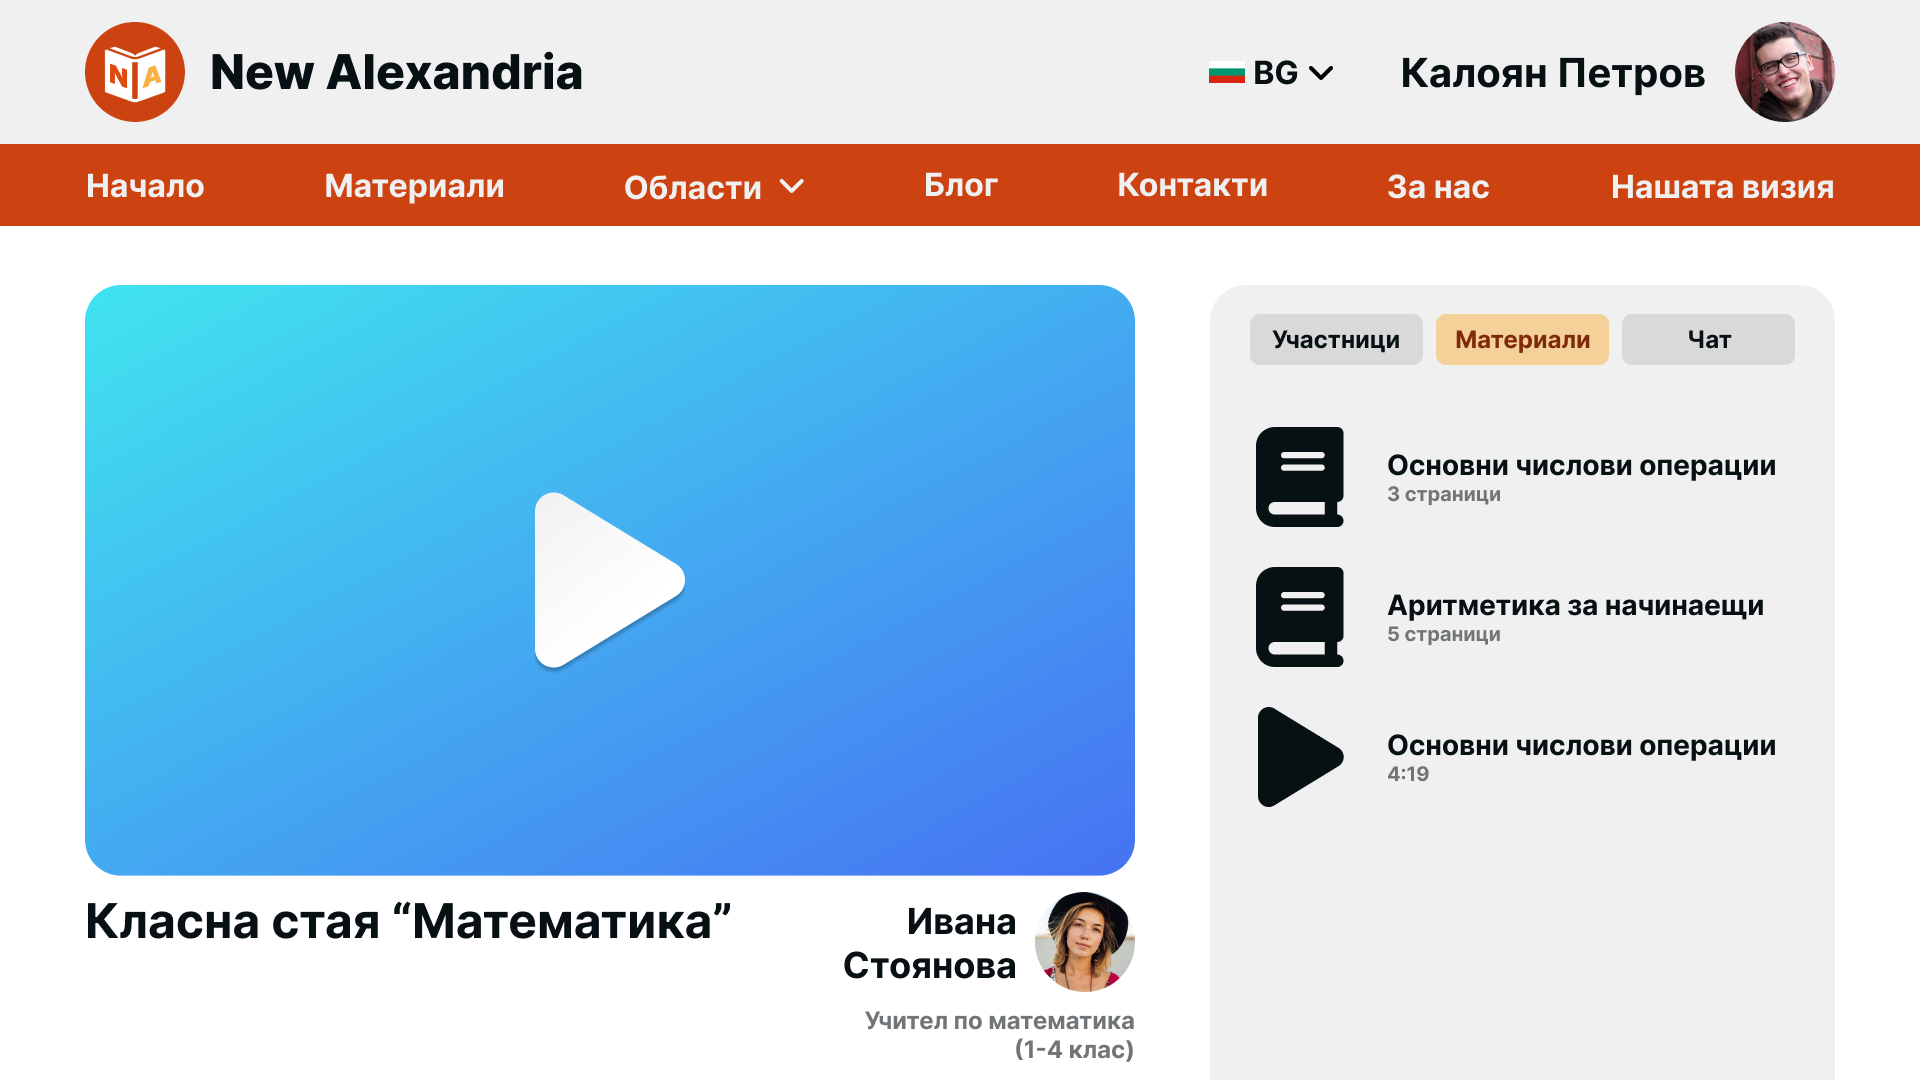 NA
New Alexandria
BG
Калоян Петров
Начало
Материали
Области
Блог
Контакти
За нас
Нашата визия
Участници
Материали
Чат
Основни числови операции
3 страници
Аритметика за начинаещи
5 страници
Основни числови операции
4:19
Класна стая “Математика”
Ивана
Стоянова
Учител по математика
(1-4 клас)